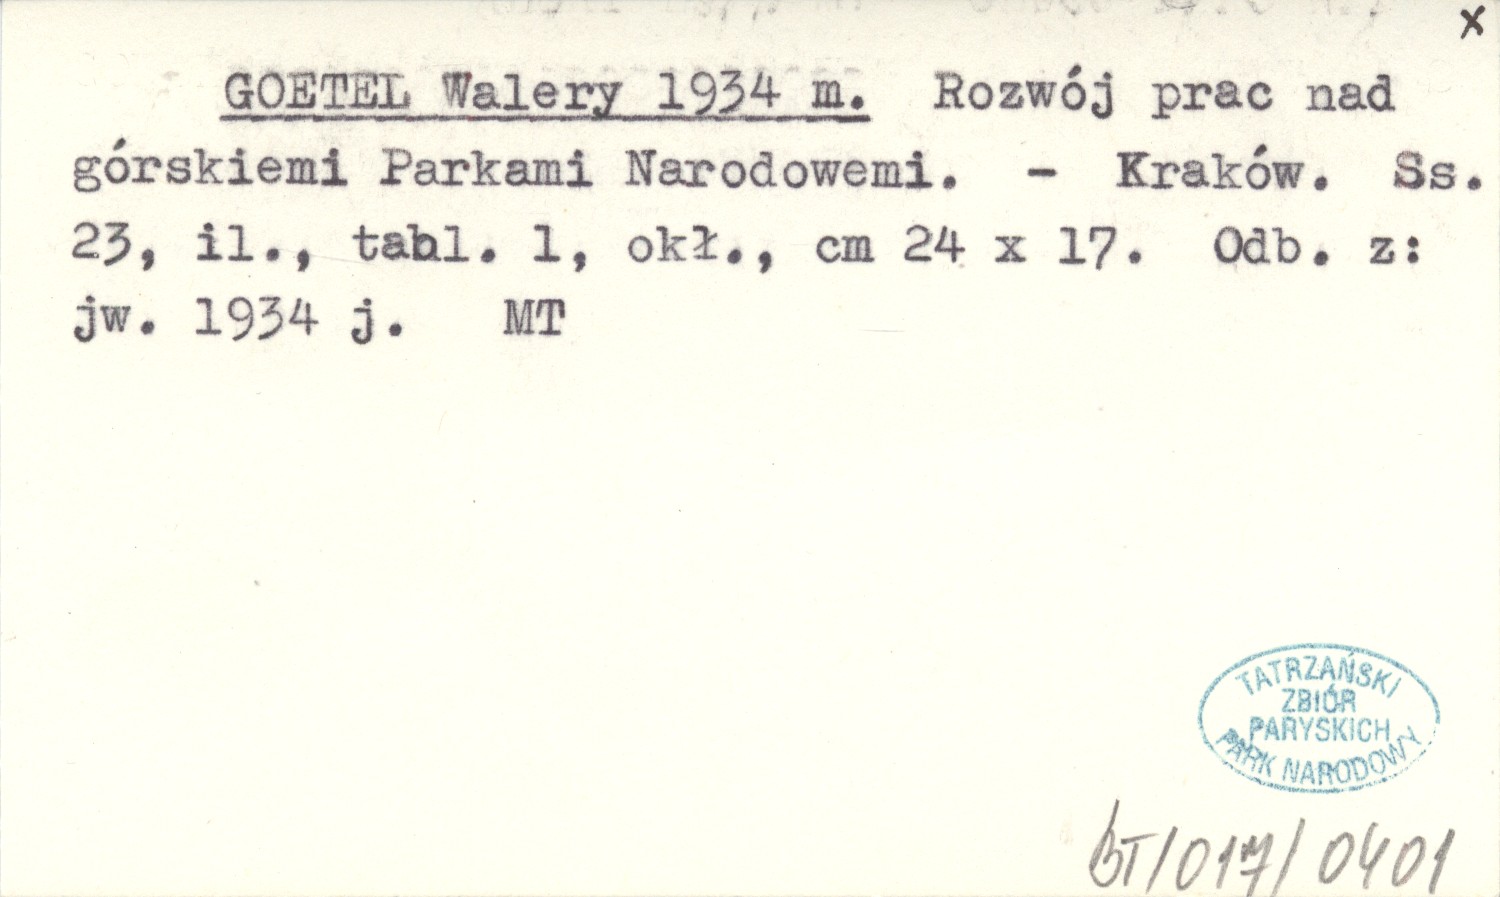 x
GOETEL Walery 1934 m. Rozwój prac nad
górskiemi Parkami Narodowemi. - Kraków. Ss.
23, il., tabl. 1, okł., cm 24 x 17. Odb. z:
jw. 1934 j. MT
TATRZAŃSKI
ZBIÓR
PARYSKICH
PARK NARODOWY
BT/017/0401